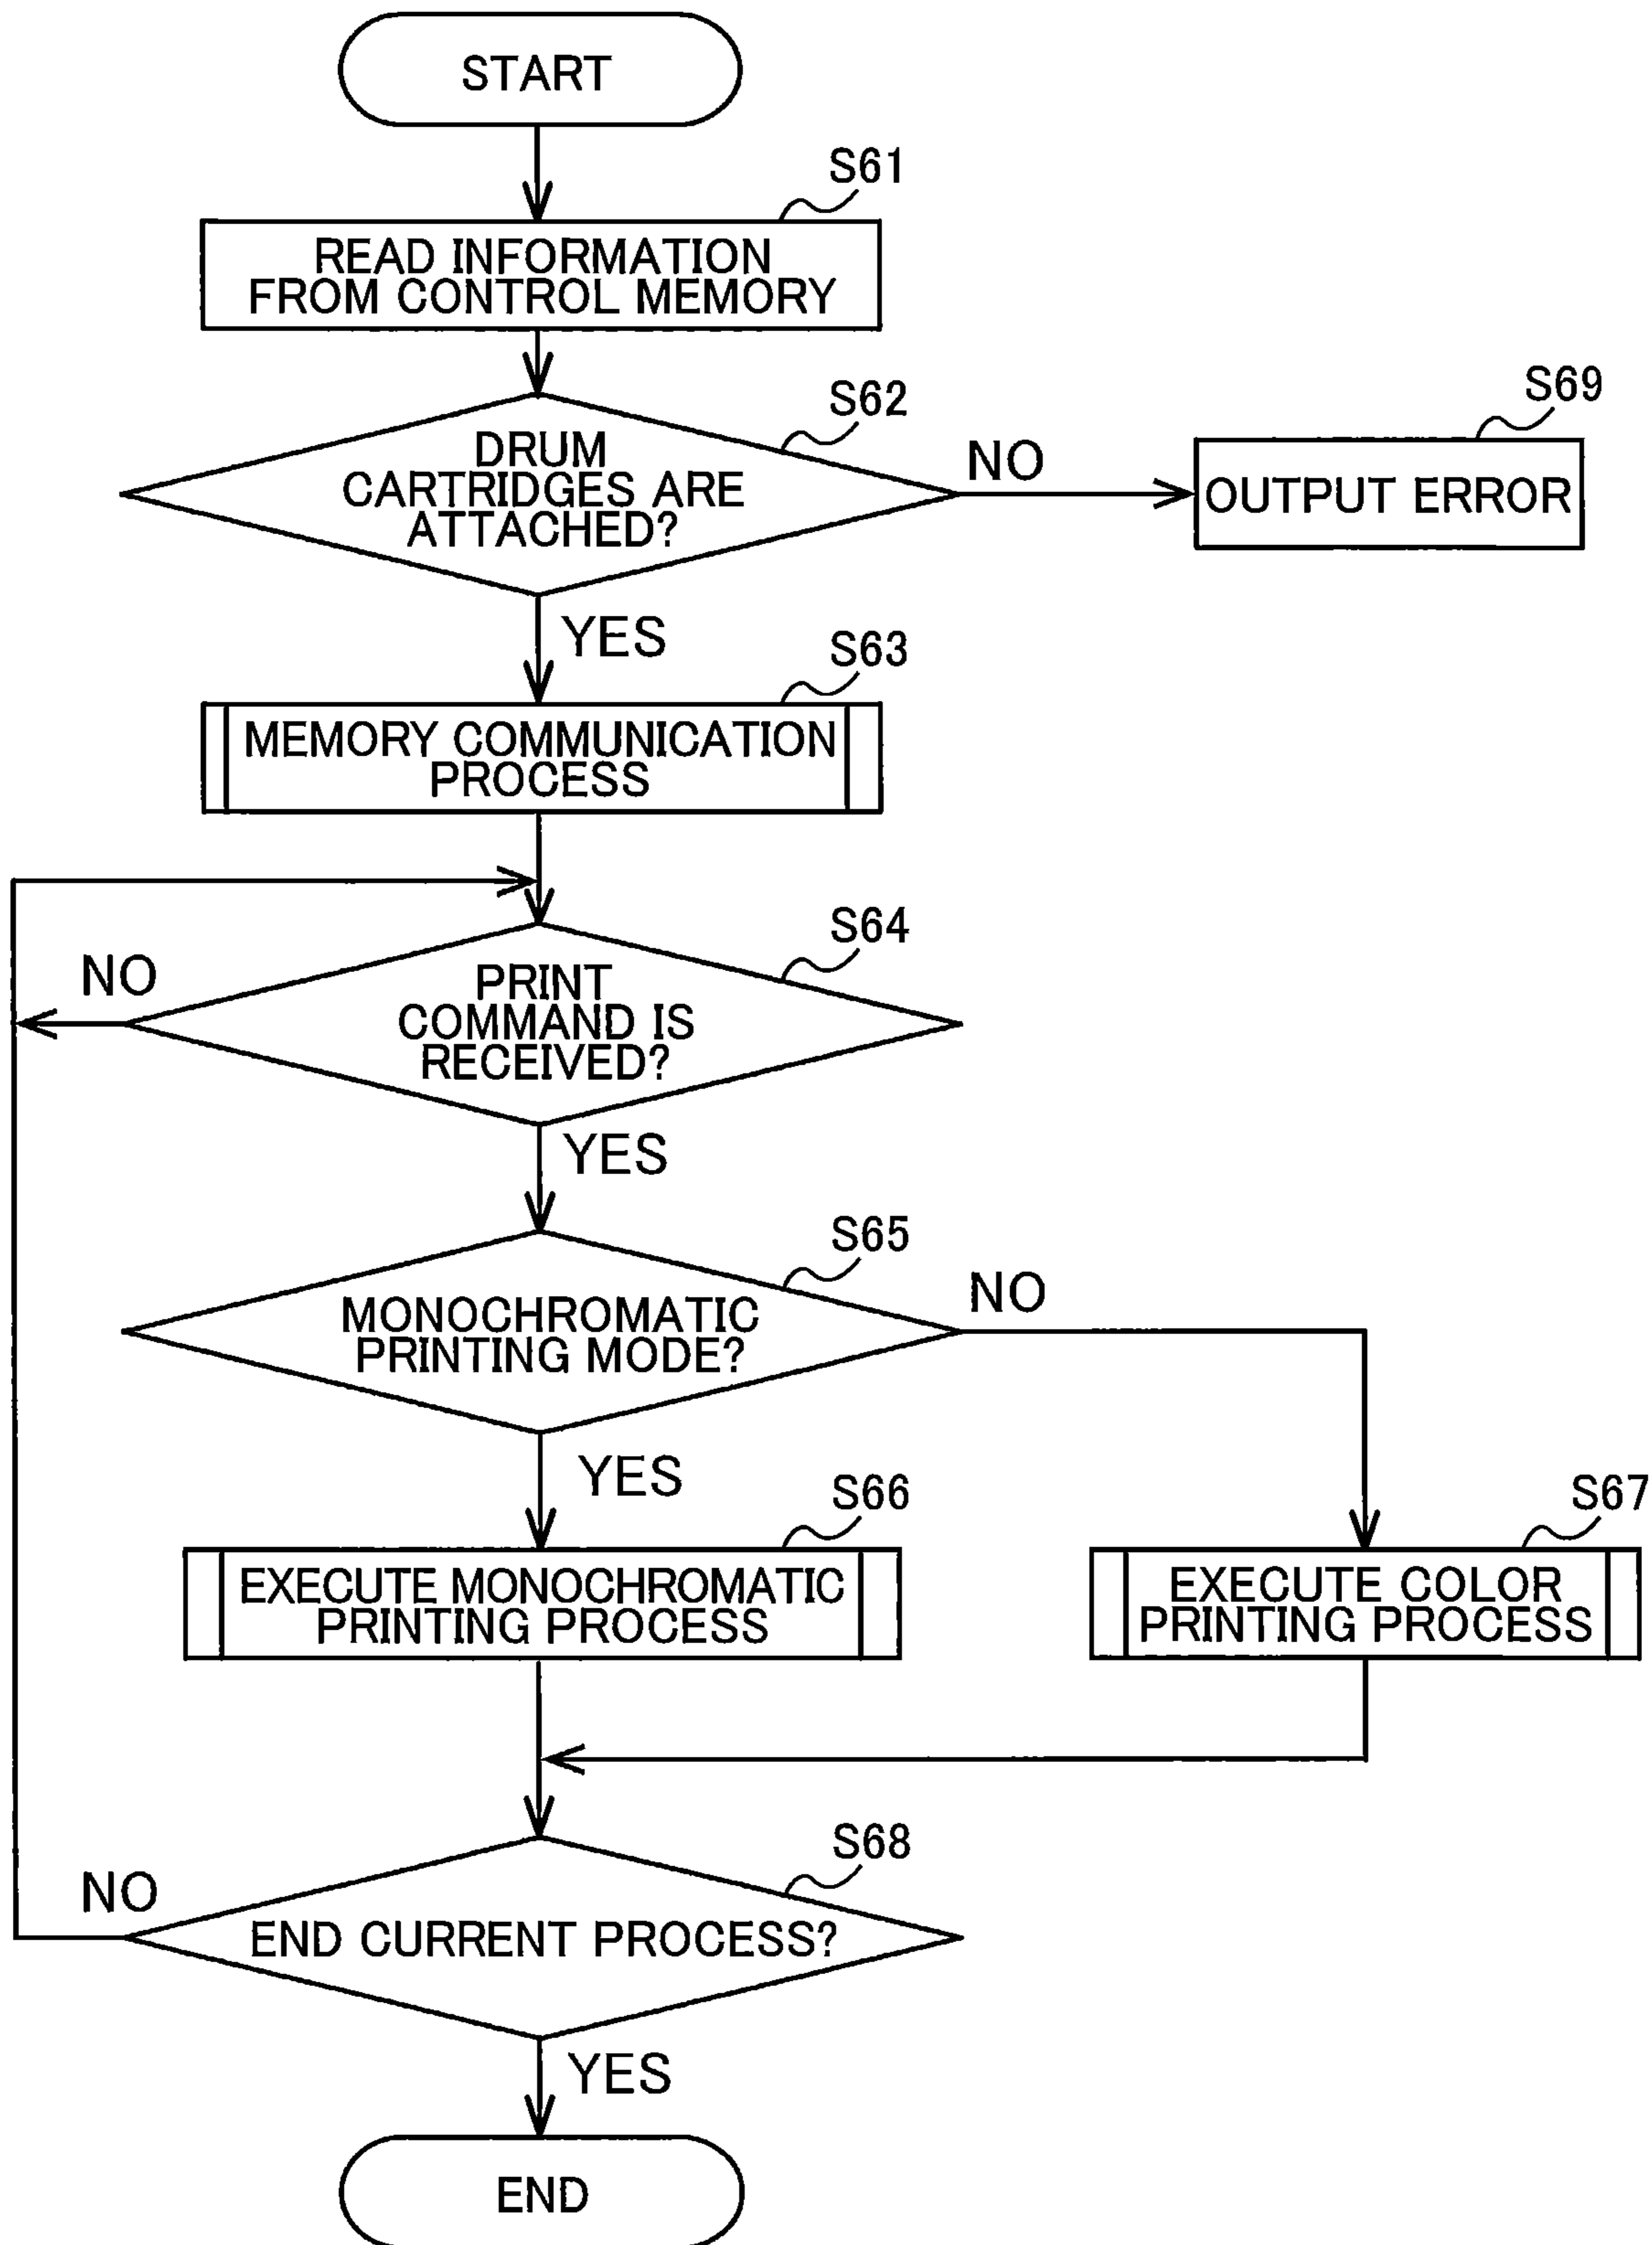 START
S61
READ INFORMATION
FROM CONTROL MEMORY
S62
DRUM
CARTRIDGES ARE
ATTACHED?
NO
S69
OUTPUT ERROR
YES
S63
MEMORY COMMUNICATION
PROCESS
S64
NO
PRINT
COMMAND IS
RECEIVED?
YES
S65
MONOCHROMATIC
PRINTING MODE?
NO
YES
S66
EXECUTE MONOCHROMATIC
PRINTING PROCESS
S67
EXECUTE COLOR
PRINTING PROCESS
S68
NO
END CURRENT PROCESS?
YES
END